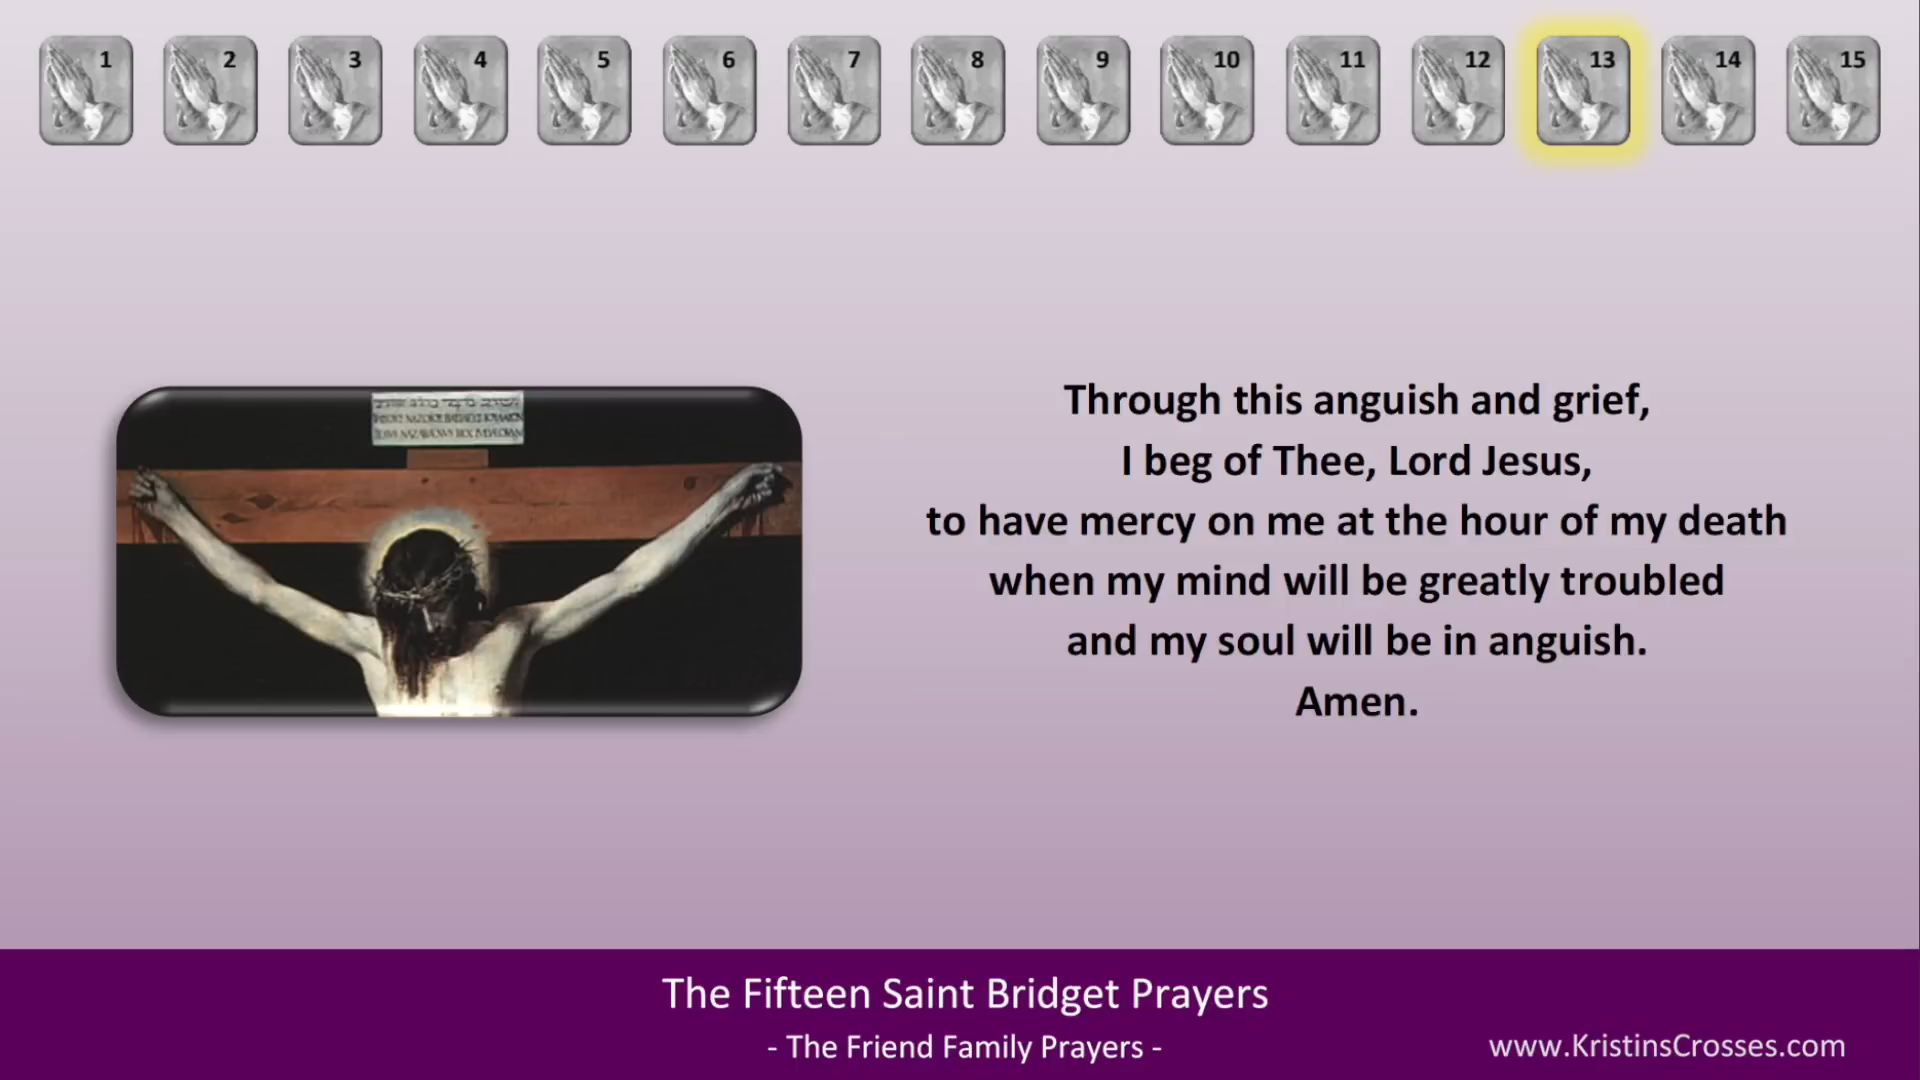 1 2 3 4 5 6 7 8 9 10 11 12 13 14 15
Through this anguish and grief,
I beg of Thee, Lord Jesus,
to have mercy on me at the hour of my death
when my mind will be greatly troubled
and my soul will be in anguish.
Amen.
The Fifteen Saint Bridget Prayers
- The Friend Family Prayers -
www.KristinsCrosses.com